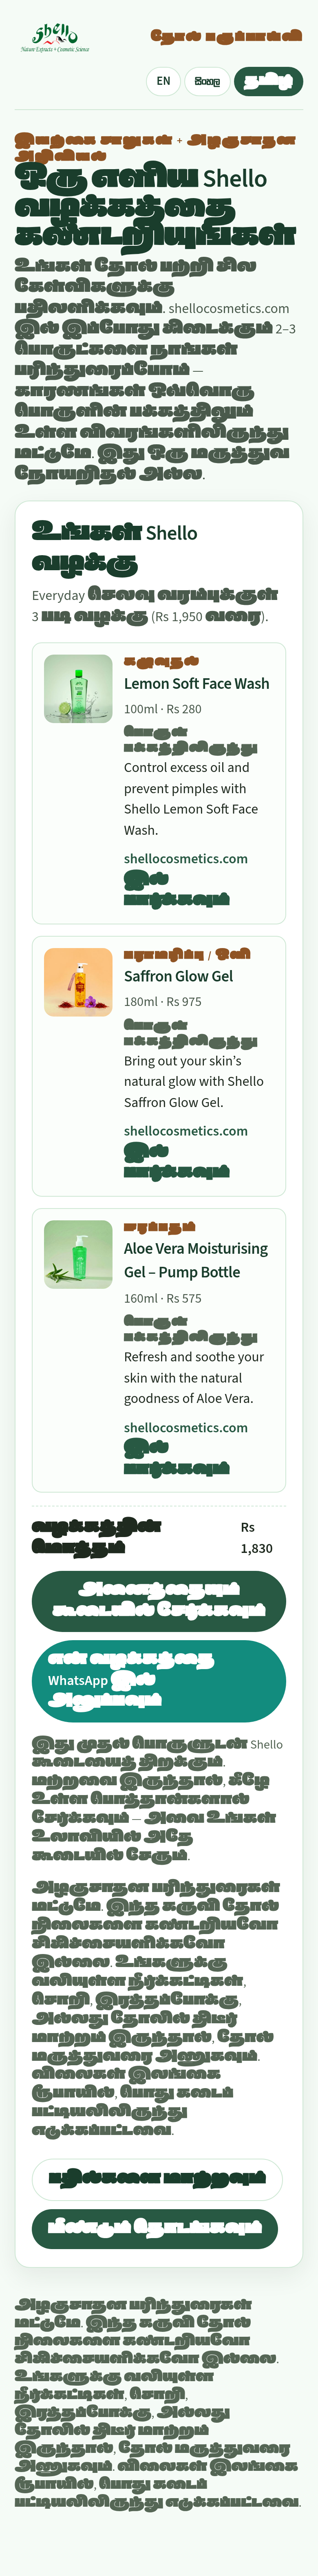 Shello
Nature Extracts + Cosmetic Science
தோல் பகுப்பாய்வி
EN
සිංහල
தமிழ்
இயற்கை சாறுகள் + அழகுசாதன
அறிவியல்
ஒரு எளிய Shello
வழக்கத்தை
கண்டறியுங்கள்
உங்கள் தோல் பற்றி சில
கேள்விகளுக்கு
பதிலளிக்கவும். shellocosmetics.com
இல் இப்போது கிடைக்கும் 2–3
பொருட்களை நாங்கள்
பரிந்துரைப்போம் —
காரணங்கள் ஒவ்வொரு
பொருளின் பக்கத்திலும்
உள்ள விவரங்களிலிருந்து
மட்டுமே. இது ஒரு மருத்துவ
நோயறிதல் அல்ல.
உங்கள் Shello
வழக்கு
Everyday செலவு வரம்புக்குள்
3 படி வழக்கு (Rs 1,950 வரை).
கழுவுதல்
Lemon Soft Face Wash
100ml · Rs 280
பொருள்
பக்கத்திலிருந்து
Control excess oil and
prevent pimples with
Shello Lemon Soft Face
Wash.
shellocosmetics.com
இல்
பார்க்கவும்
பராமரிப்பு / ஒளி
Saffron Glow Gel
180ml · Rs 975
பொருள்
பக்கத்திலிருந்து
Bring out your skin’s
natural glow with Shello
Saffron Glow Gel.
shellocosmetics.com
இல்
பார்க்கவும்
ஈரப்பதம்
Aloe Vera Moisturising
Gel – Pump Bottle
160ml · Rs 575
பொருள்
பக்கத்திலிருந்து
Refresh and soothe your
skin with the natural
goodness of Aloe Vera.
shellocosmetics.com
இல்
பார்க்கவும்
வழக்கத்தின்
மொத்தம்
Rs
1,830
அனைத்தையும்
கூடையில் சேர்க்கவும்
என் வழக்கத்தை
WhatsApp இல்
அனுப்பவும்
இது முதல் பொருளுடன் Shello
கூடையைத் திறக்கும்.
மற்றவை இருந்தால், கீழே
உள்ள பொத்தான்களால்
சேர்க்கவும் — அவை உங்கள்
உலாவியில் அதே
கூடையில் சேரும்.
அழகுசாதன பரிந்துரைகள்
மட்டுமே. இந்த கருவி தோல்
நிலைகளை கண்டறியவோ
சிகிச்சையளிக்கவோ
இல்லை. உங்களுக்கு
வலியுள்ள நீர்க்கட்டிகள்,
சொறி, இரத்தப்போக்கு,
அல்லது தோலில் திடீர்
மாற்றம் இருந்தால், தோல்
மருத்துவரை அணுகவும்.
விலைகள் இலங்கை
ரூபாயில், பொது கடைப்
பட்டியலிலிருந்து
எடுக்கப்பட்டவை.
பதில்களை மாற்றவும்
மீண்டும் தொடங்கவும்
அழகுசாதன பரிந்துரைகள்
மட்டுமே. இந்த கருவி தோல்
நிலைகளை கண்டறியவோ
சிகிச்சையளிக்கவோ இல்லை.
உங்களுக்கு வலியுள்ள
நீர்க்கட்டிகள், சொறி,
இரத்தப்போக்கு, அல்லது
தோலில் திடீர் மாற்றம்
இருந்தால், தோல் மருத்துவரை
அணுகவும். விலைகள் இலங்கை
ரூபாயில், பொது கடைப்
பட்டியலிலிருந்து எடுக்கப்பட்டவை.